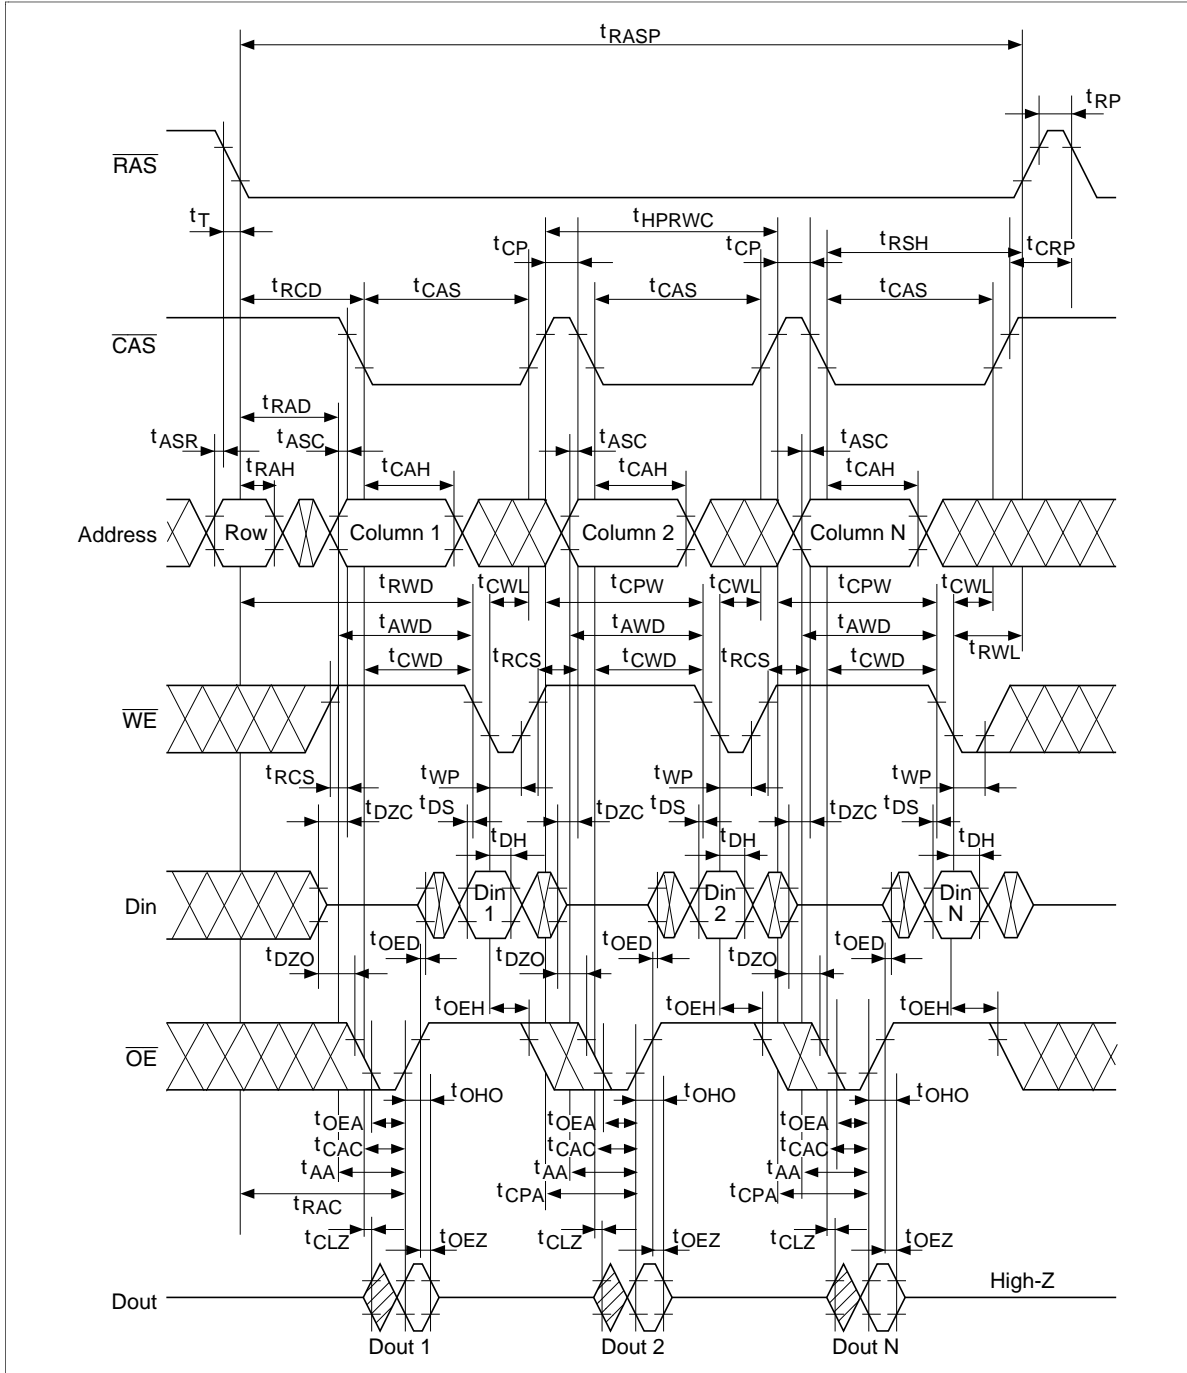 tRASP
tRP
RAS
tT
tHPRWC
tCP
tCP
tRSH
tCRP
tRCD
tCAS
tCAS
tCAS
CAS
tRAD
tASR
tASC
tASC
tASC
tRAH
tCAH
tCAH
tCAH
Address
Row
Column 1
Column 2
Column N
tRWD
tCWL
tCPW
tCWL
tCPW
tCWL
tAWD
tAWD
tAWD
tRWL
tCWD
tRCS
tCWD
tRCS
tCWD
WE
tRCS
tWP
tWP
tWP
tDZC
tDS
tDZC
tDS
tDZC
tDS
tDH
tDH
tDH
Din
Din 1
Din 2
Din N
tDZO
tOED
tDZO
tOED
tDZO
tOED
tOEH
tOEH
tOEH
OE
tOHO
tOHO
tOHO
tOEA
tOEA
tOEA
tCAC
tCAC
tCAC
tAA
tAA
tAA
tRAC
tCPA
tCPA
tCLZ
tOEZ
tCLZ
tOEZ
tCLZ
tOEZ
Dout
High-Z
Dout 1
Dout 2
Dout N